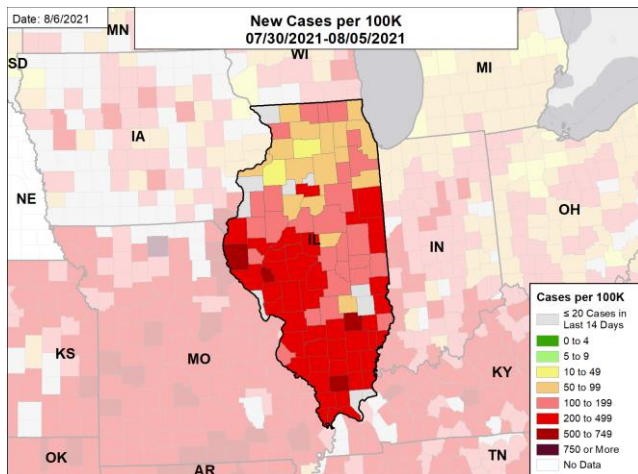 Date: 8/6/2021
New Cases per 100K
07/30/2021-08/05/2021
MN
SD
WI
MI
IA
NE
IL
IN
OH
KS
MO
KY
OK
AR
TN
Cases per 100K
≤ 20 Cases in
Last 14 Days
0 to 4
5 to 9
10 to 49
50 to 99
100 to 199
200 to 499
500 to 749
750 or More
No Data